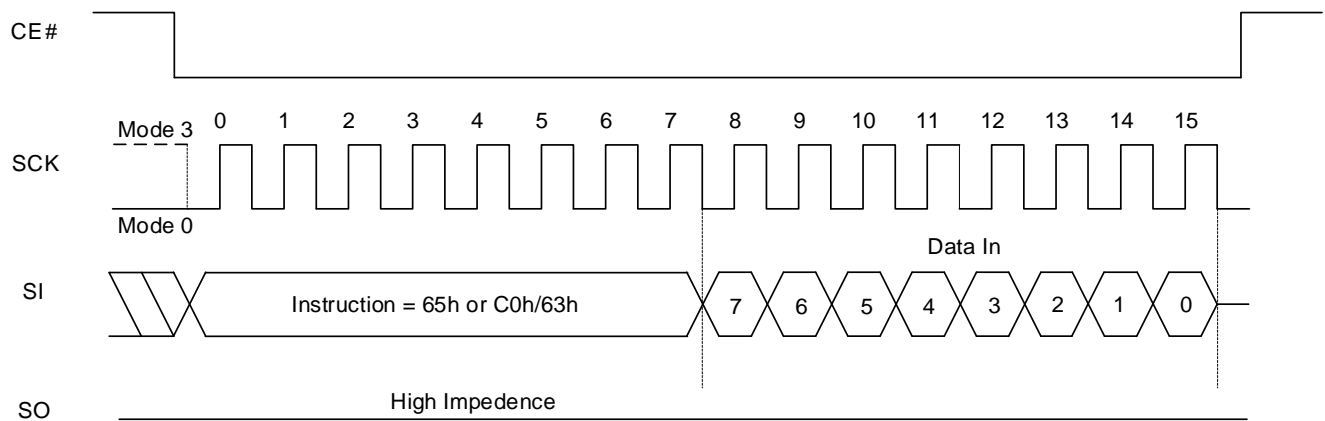 CE#
SCK
Mode 3
0 1 2 3 4 5 6 7 8 9 10 11 12 13 14 15
Mode 0
Data In
SI
Instruction = 65h or C0h/63h
7 6 5 4 3 2 1 0
High Impedence
SO